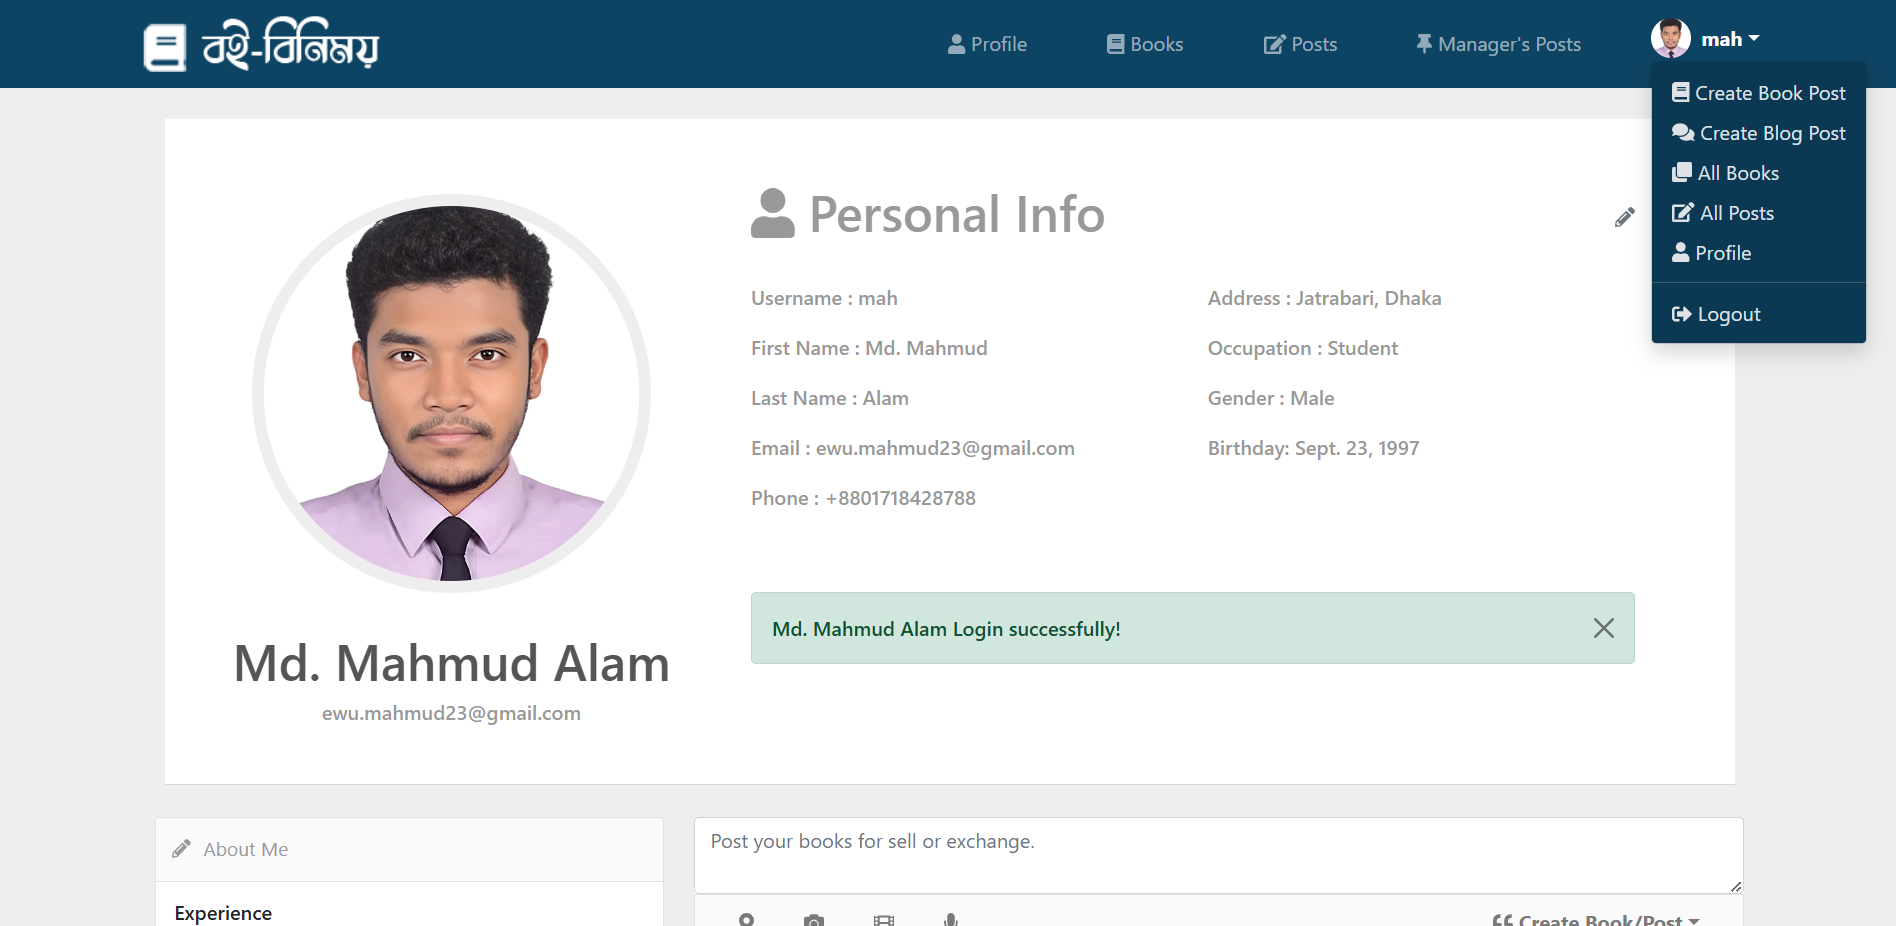 বই-বিনিময়
Profile Books Posts Manager's Posts mah
Create Book Post
Create Blog Post
All Books
All Posts
Profile
Logout
Personal Info
Username : mah
Address : Jatrabari, Dhaka
First Name : Md. Mahmud
Occupation : Student
Last Name : Alam
Gender : Male
Email : ewu.mahmud23@gmail.com
Birthday: Sept. 23, 1997
Phone : +8801718428788
Md. Mahmud Alam Login successfully!
Md. Mahmud Alam
ewu.mahmud23@gmail.com
About Me
Experience
Post your books for sell or exchange.
Create Book/Post